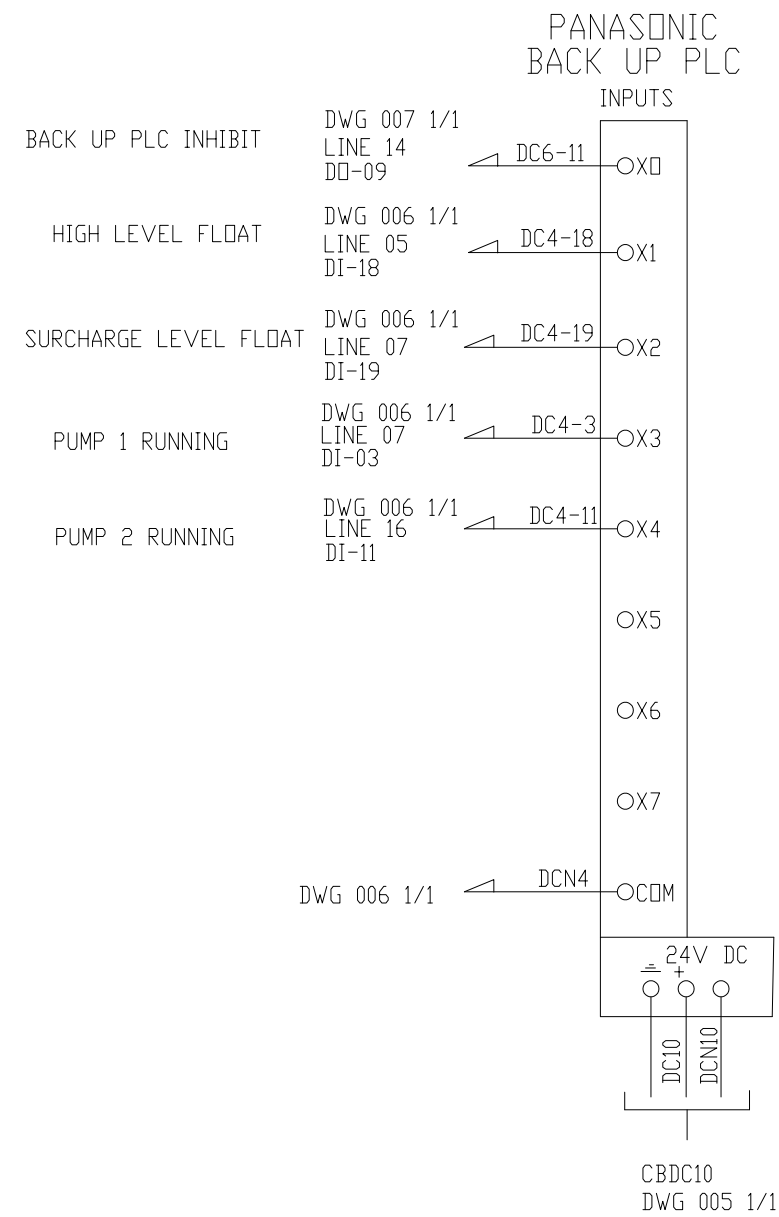 PANASONIC
BACK UP PLC
INPUTS
BACK UP PLC INHIBIT
DWG 007 1/1
LINE 14
DO-09
DC6-11
X0
HIGH LEVEL FLOAT
DWG 006 1/1
LINE 05
DI-18
DC4-18
X1
SURCHARGE LEVEL FLOAT
DWG 006 1/1
LINE 07
DI-19
DC4-19
X2
PUMP 1 RUNNING
DWG 006 1/1
LINE 07
DI-03
DC4-3
X3
PUMP 2 RUNNING
DWG 006 1/1
LINE 16
DI-11
DC4-11
X4
X5
X6
X7
DWG 006 1/1
DCN4
COM
24V DC
+
DC10
DCN10
CBDC10
DWG 005 1/1